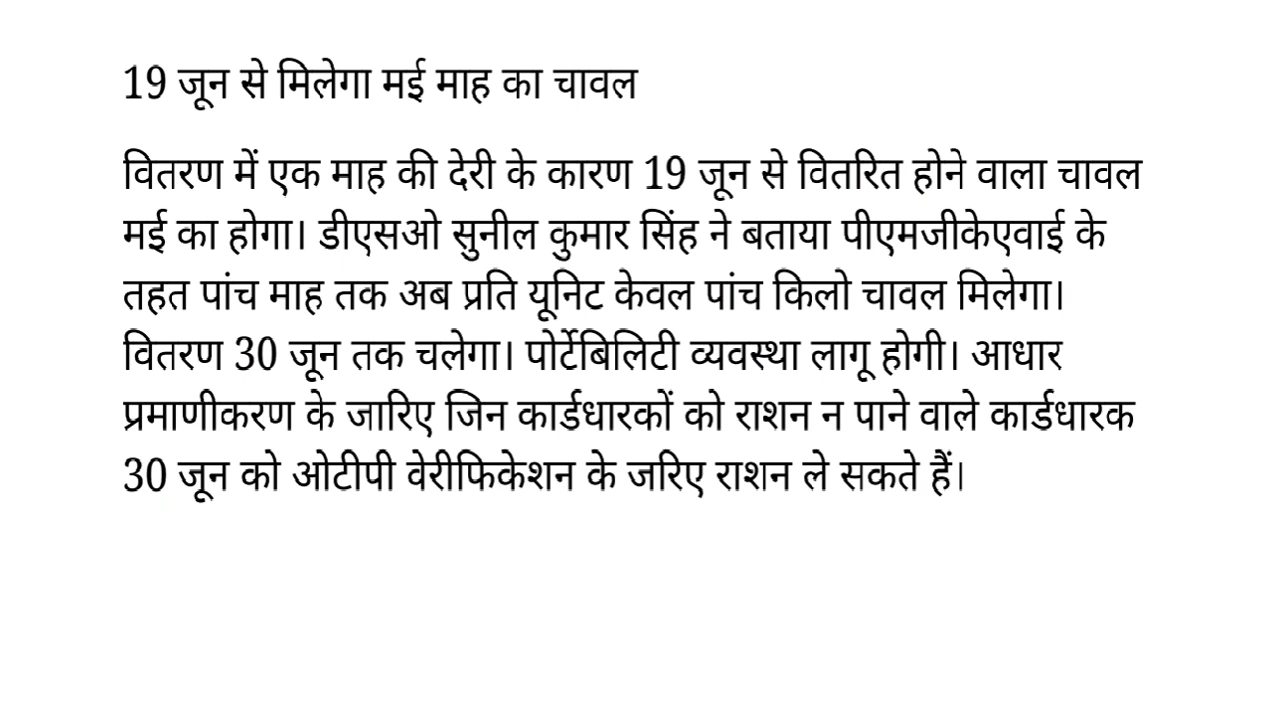 19 जून से मिलेगा मई माह का चावल
वितरण में एक माह की देरी के कारण 19 जून से वितरित होने वाला चावल
मई का होगा। डीएसओ सुनील कुमार सिंह ने बताया पीएमजीकेएवाई के
तहत पांच माह तक अब प्रति यूनिट केवल पांच किलो चावल मिलेगा।
वितरण 30 जून तक चलेगा। पोर्टेबिलिटी व्यवस्था लागू होगी। आधार
प्रमाणीकरण के जारिए जिन कार्डधारकों को राशन न पाने वाले कार्डधारक
30 जून को ओटीपी वेरीफिकेशन के जरिए राशन ले सकते हैं।